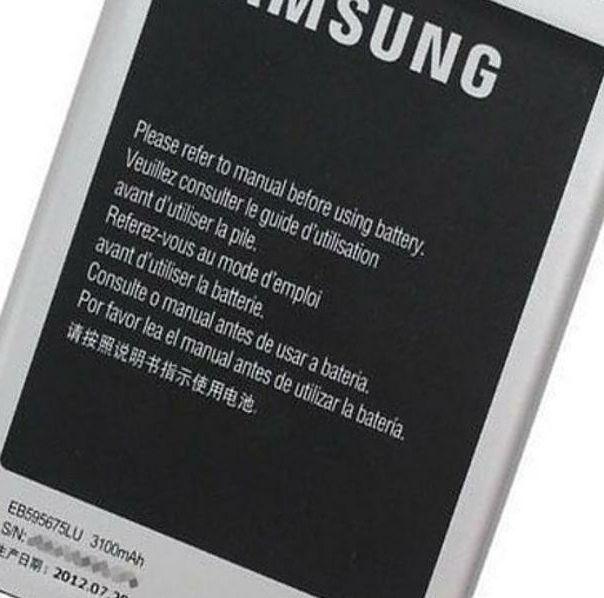 SAMSUNG
Please refer to manual before using battery.
Veuillez consulter le guide d'utilisation
avant d'utiliser la pile.
Referez-vous au mode d'emploi
avant d'utiliser la batterie.
Consulte o manual antes de usar a bateria.
Por favor lea el manual antes de utilizar la batería.
请按照说明书指示使用电池.
EB595675LU 3100mAh
S/N:
生产日期: 2012.07